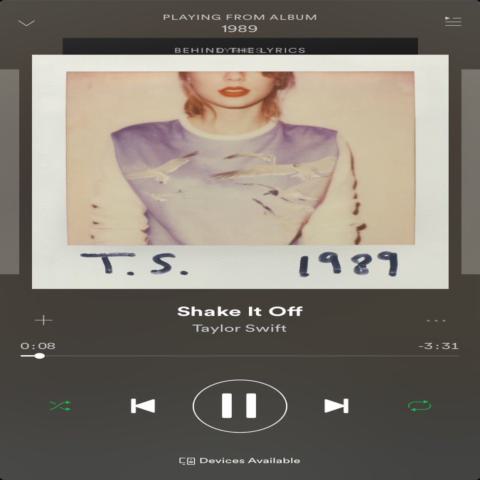 PLAYING FROM ALBUM
1989
BEHIND THE LYRICS
T.S. 1989
Shake It Off
Taylor Swift
0:08 -3:31
Devices Available